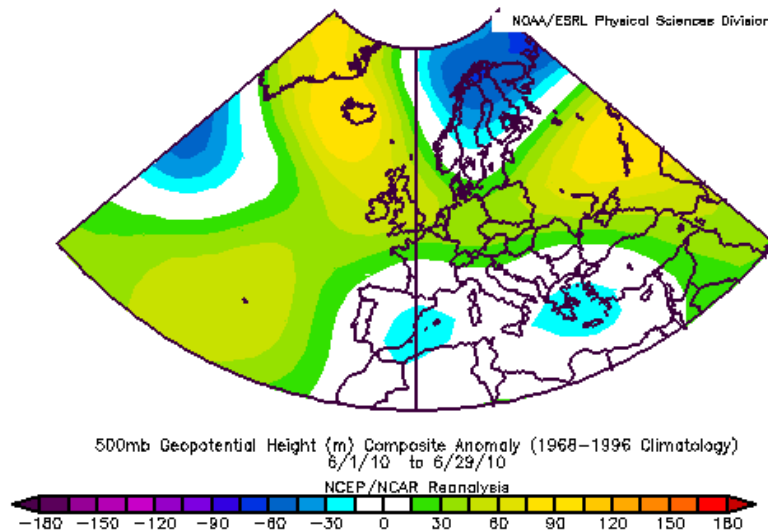 NOAA/ESRL Physical Sciences Division
500mb Geopotential Height (m) Composite Anomaly (1968-1996 Climatology)
6/1/10 to 6/29/10
NCEP/NCAR Reanalysis
-180 -150 -120 -90 -60 -30 0 30 60 90 120 150 180